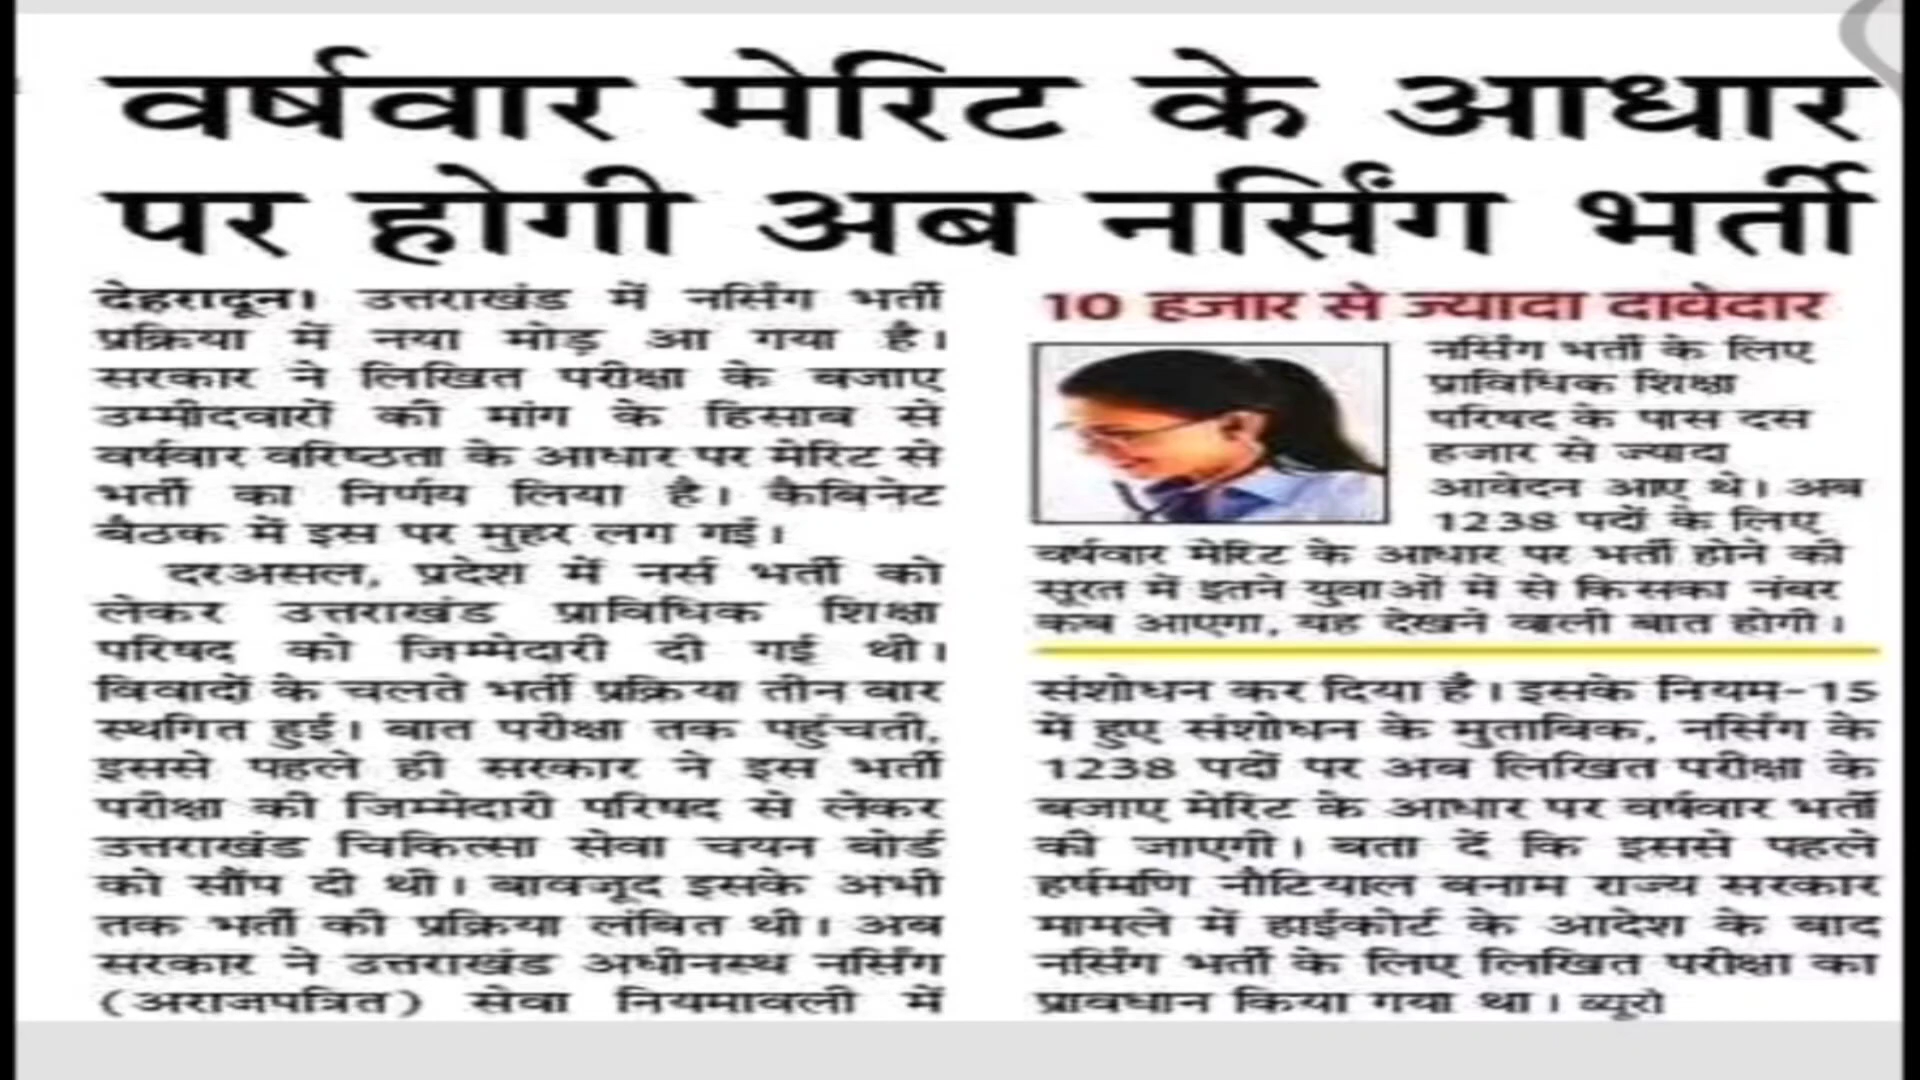 वर्षवार मेरिट के आधार
पर होगी अब नर्सिंग भर्ती
देहरादून। उत्तराखंड में नर्सिंग भर्ती
प्रक्रिया में नया मोड़ आ गया है।
सरकार ने लिखित परीक्षा के बजाए
उम्मीदवारों की मांग के हिसाब से
वर्षवार वरिष्ठता के आधार पर मेरिट से
भर्ती का निर्णय लिया है। कैबिनेट
बैठक में इस पर मुहर लग गई।
दरअसल, प्रदेश में नर्स भर्ती को
लेकर उत्तराखंड प्राविधिक शिक्षा
परिषद को जिम्मेदारी दी गई थी।
विवादों के चलते भर्ती प्रक्रिया तीन बार
स्थगित हुई। बात परीक्षा तक पहुंचती,
इससे पहले ही सरकार ने इस भर्ती
परीक्षा की जिम्मेदारी परिषद से लेकर
उत्तराखंड चिकित्सा सेवा चयन बोर्ड
को सौंप दी थी। बावजूद इसके अभी
तक भर्ती की प्रक्रिया लंबित थी। अब
सरकार ने उत्तराखंड अधीनस्थ नर्सिंग
(अराजपत्रित) सेवा नियमावली में
10 हजार से ज्यादा दावेदार
नर्सिंग भर्ती के लिए
प्राविधिक शिक्षा
परिषद के पास दस
हजार से ज्यादा
आवेदन आए थे। अब
1238 पदों के लिए
वर्षवार मेरिट के आधार पर भर्ती होने की
सूरत में इतने युवाओं में से किसका नंबर
कब आएगा, यह देखने वाली बात होगी।
संशोधन कर दिया है। इसके नियम-15
में हुए संशोधन के मुताबिक, नर्सिंग के
1238 पदों पर अब लिखित परीक्षा के
बजाए मेरिट के आधार पर वर्षवार भर्ती
की जाएगी। बता दें कि इससे पहले
हर्षमणि नौटियाल बनाम राज्य सरकार
मामले में हाईकोर्ट के आदेश के बाद
नर्सिंग भर्ती के लिए लिखित परीक्षा का
प्रावधान किया गया था। ब्यूरो